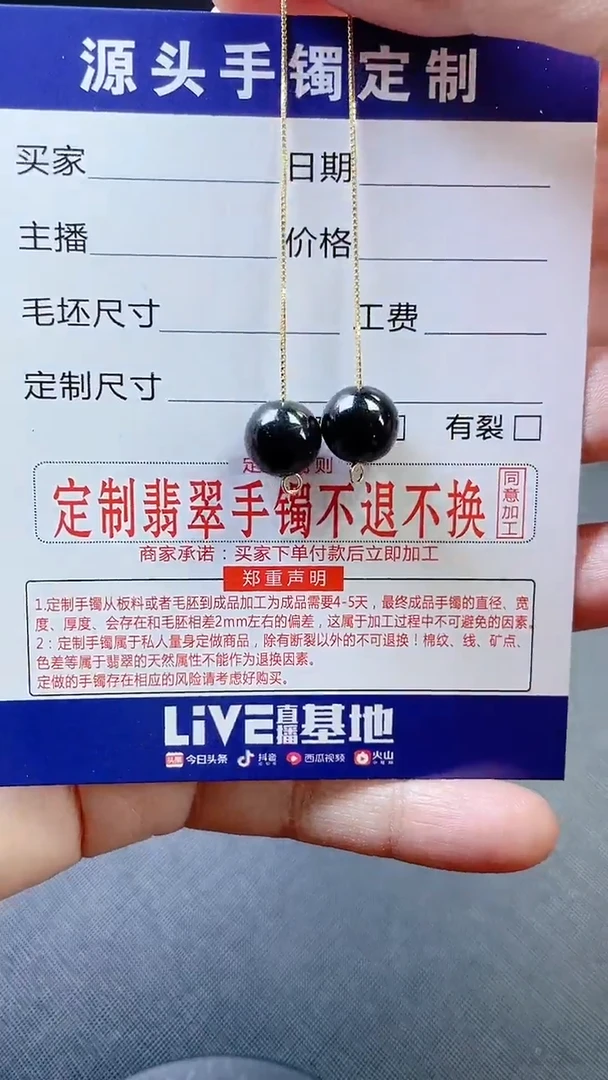 源头手镯定制
买家 日期
主播 价格
毛坯尺寸 工费
定制尺寸
有裂
定 则
定制翡翠手镯不退不换
同意加工
商家承诺：买家下单付款后立即加工
郑重声明
1.定制手镯从板料或者毛坯到成品加工为成品需要4-5天，最终成品手镯的直径、宽
度、厚度、会存在和毛坯相差2mm左右的偏差，这属于加工过程中不可避免的因素.
2：定制手镯属于私人量身定做商品，除有断裂以外的不可退换！棉纹、线、矿点、
色差等属于翡翠的天然属性不能作为退换因素。
定做的手镯存在相应的风险请考虑好购买。
LiVE直播基地
头条 今日头条 抖音 西瓜视频 火山